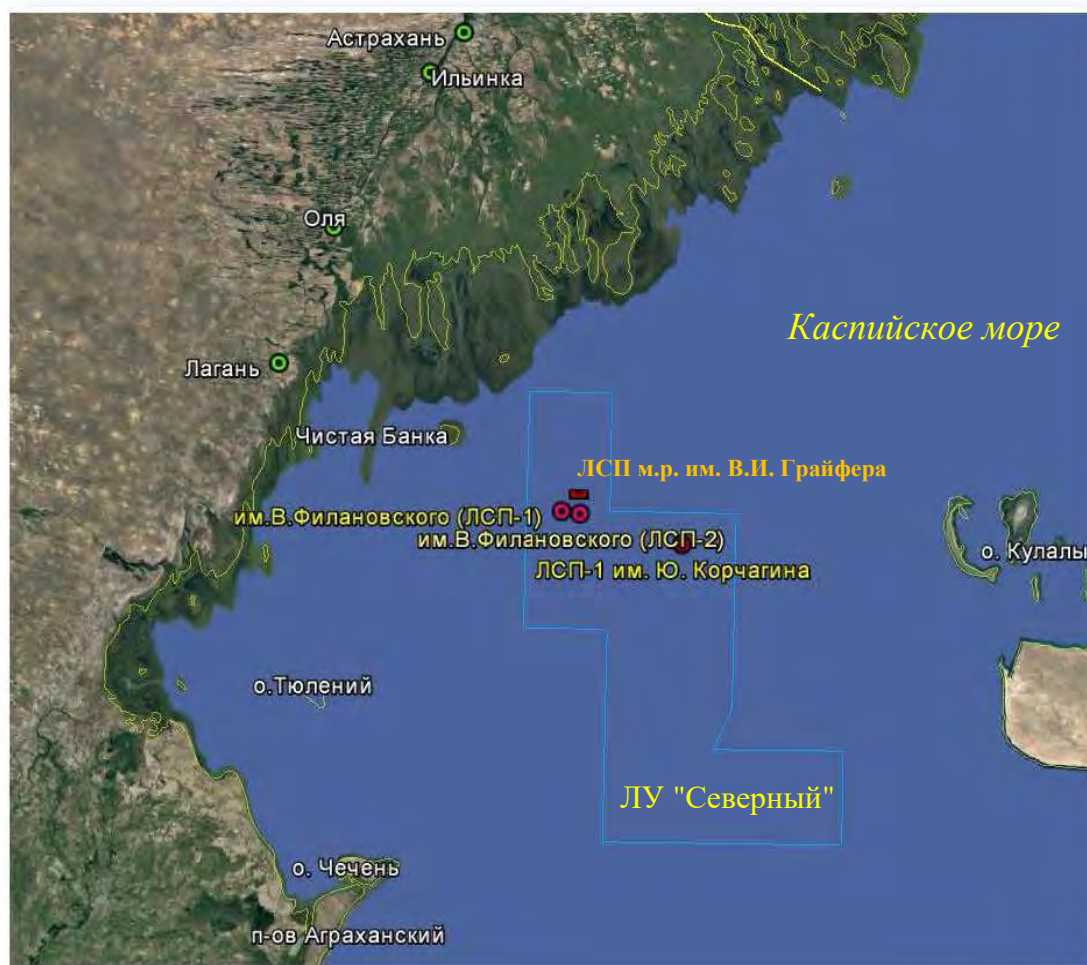 Астрахань
Ильинка
Оля
Каспийское море
Лагань
Чистая Банка
ЛСП м.р. им. В.И. Грайфера
им.В.Филановского (ЛСП-1)
им.В.Филановского (ЛСП-2)
о. Кулалы
ЛСП-1 им. Ю. Корчагина
о.Тюлений
ЛУ "Северный"
о. Чечень
п-ов Аграханский